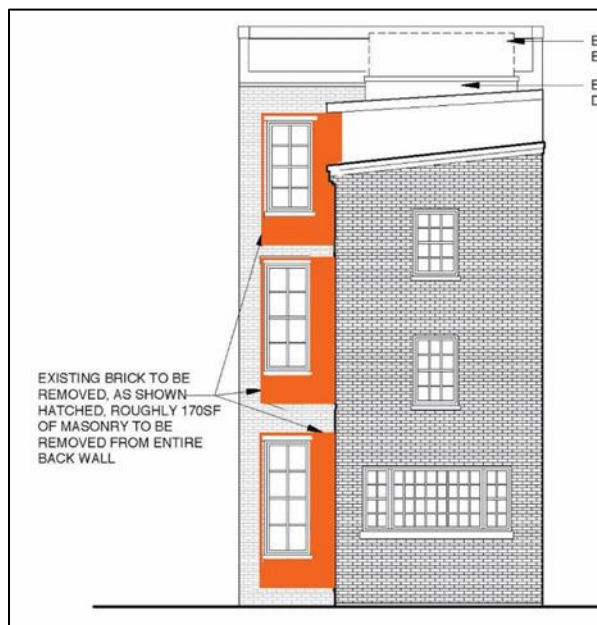 E
B
E
D
EXISTING BRICK TO BE
REMOVED, AS SHOWN
HATCHED, ROUGHLY 170SF
OF MASONRY TO BE
REMOVED FROM ENTIRE
BACK WALL